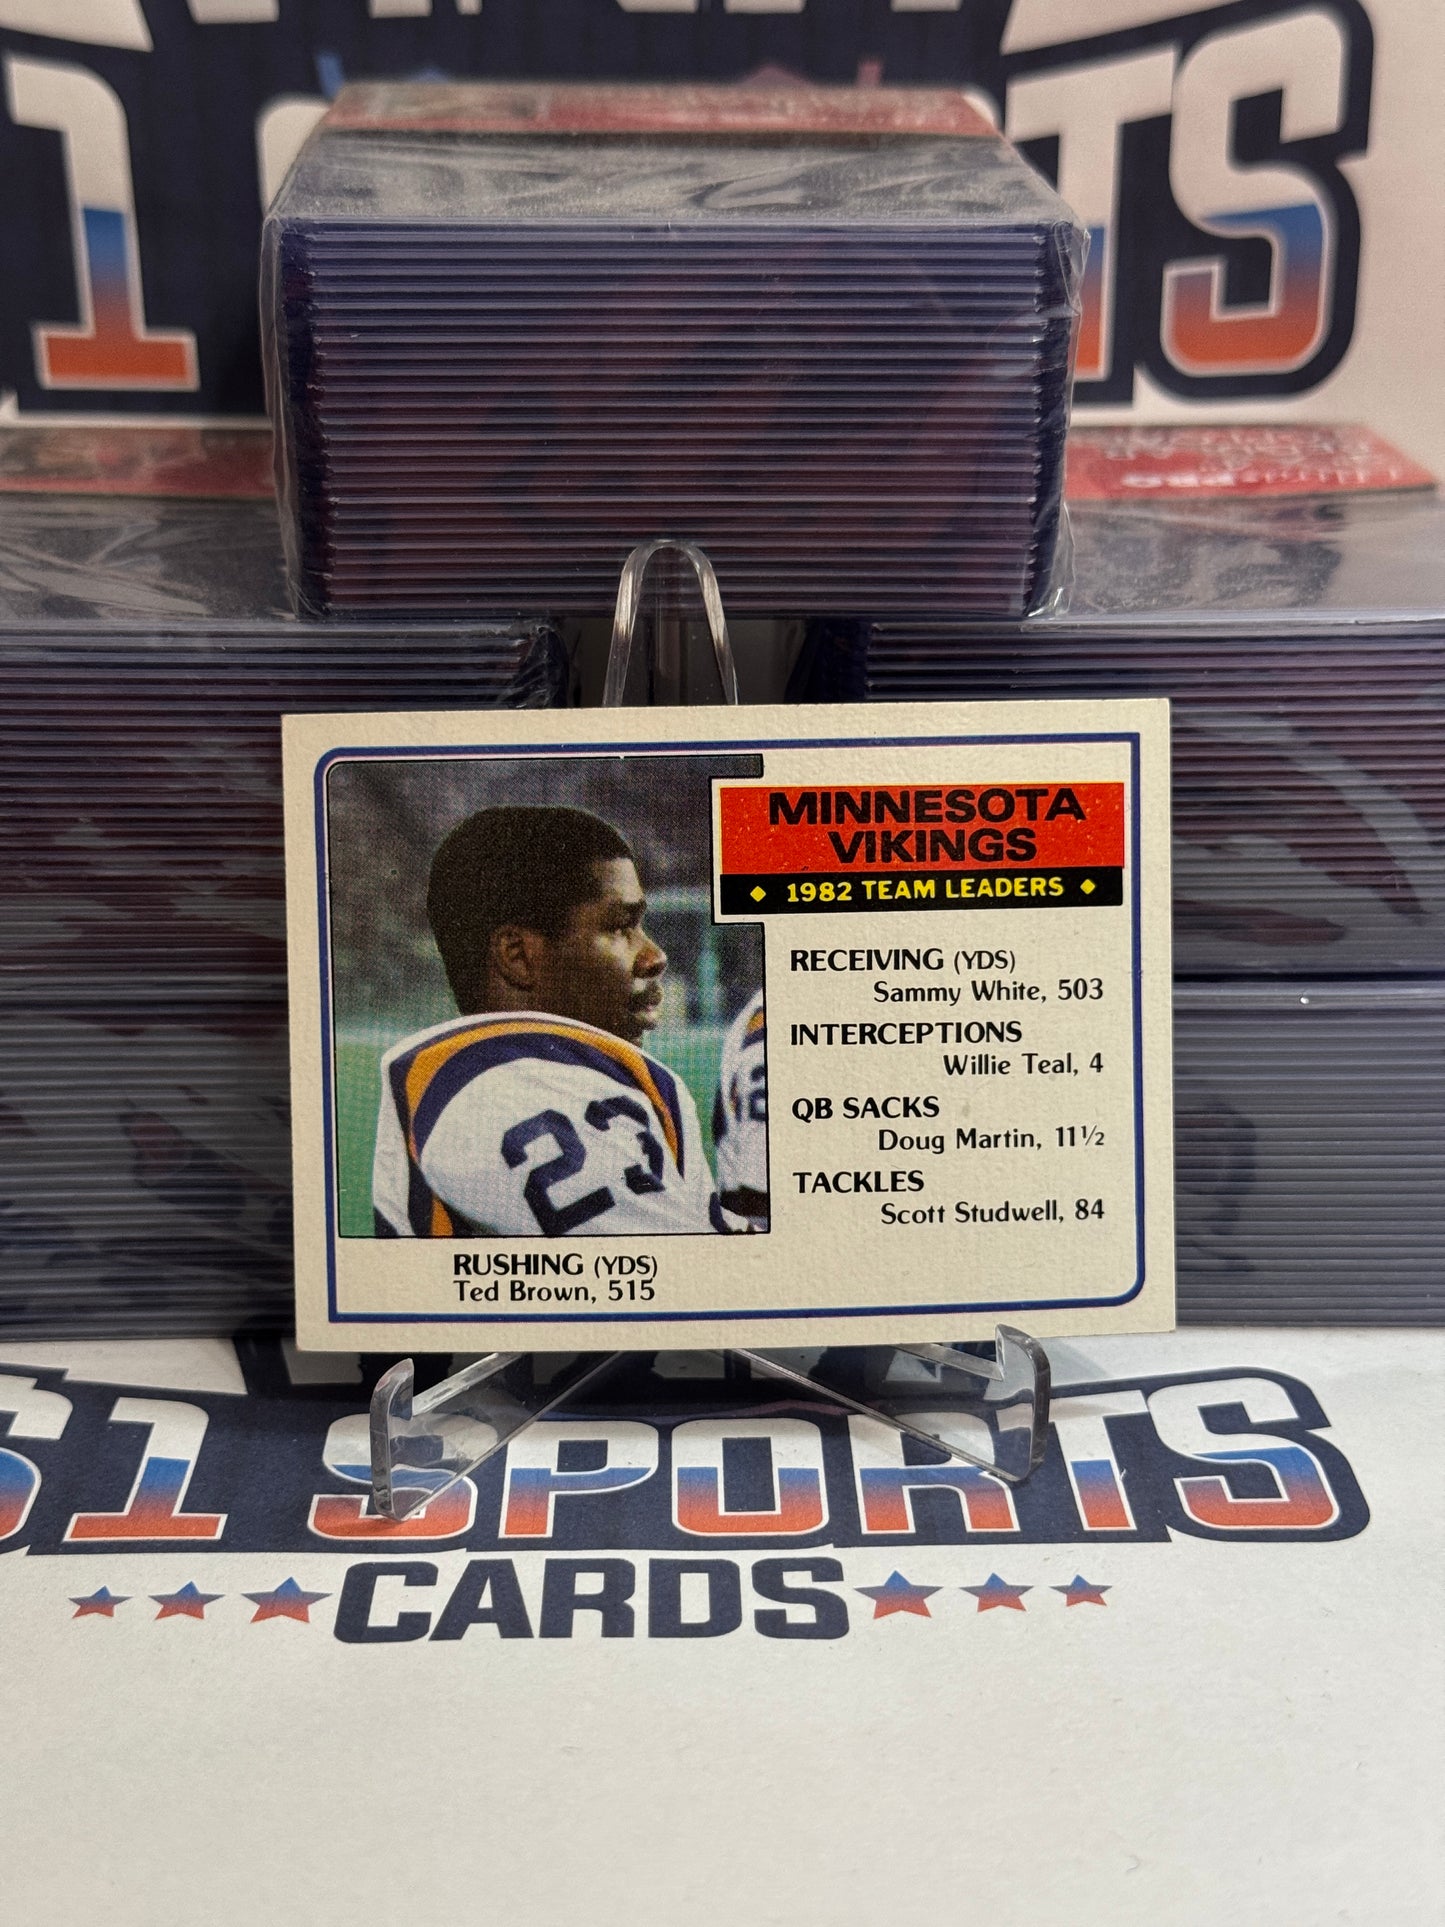 MINNESOTA
VIKINGS
1982 TEAM LEADERS
RECEIVING (YDS)
Sammy White, 503
INTERCEPTIONS
Willie Teal, 4
QB SACKS
Doug Martin, 11½
TACKLES
Scott Studwell, 84
RUSHING (YDS)
Ted Brown, 515
23
51 SPORTS
CARDS